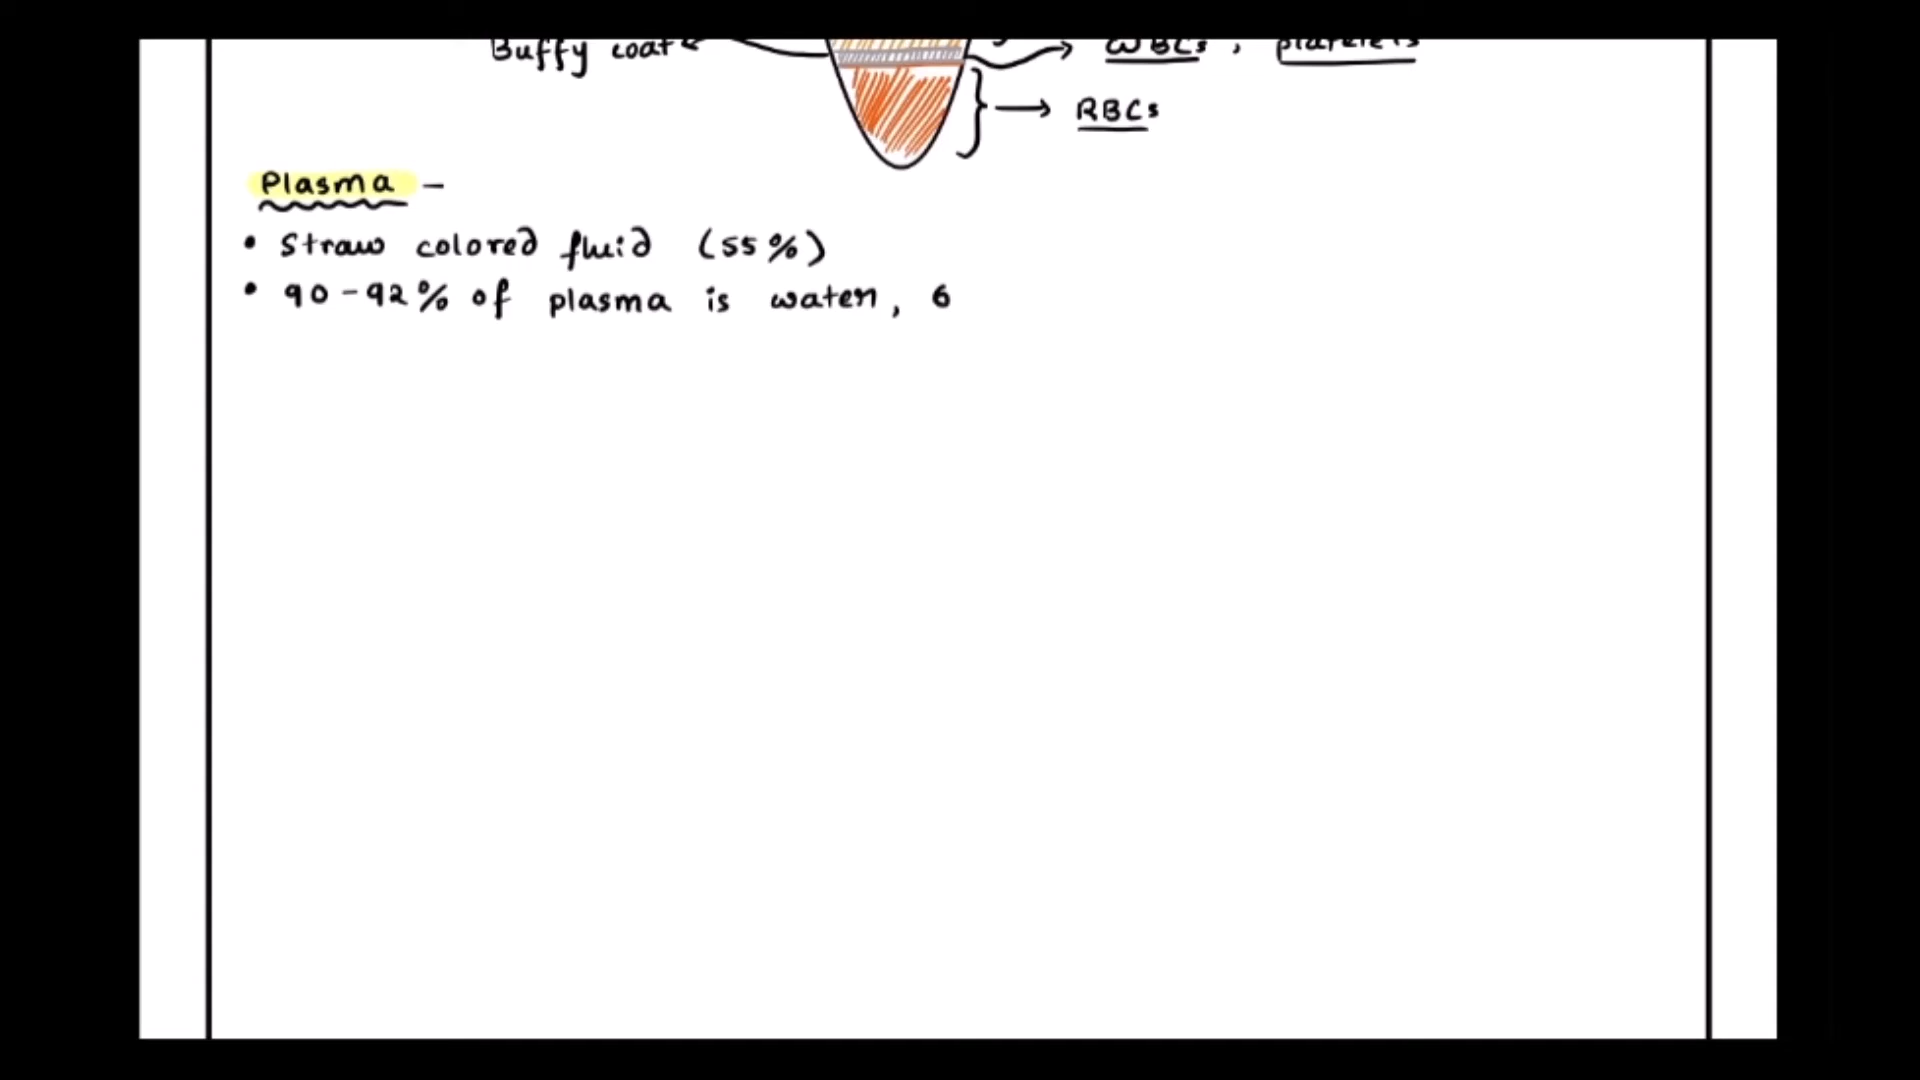 Buffy coat
WBCs, platelets
RBCs
Plasma -
• Straw colored fluid (55%)
• 90-92% of plasma is water, 6